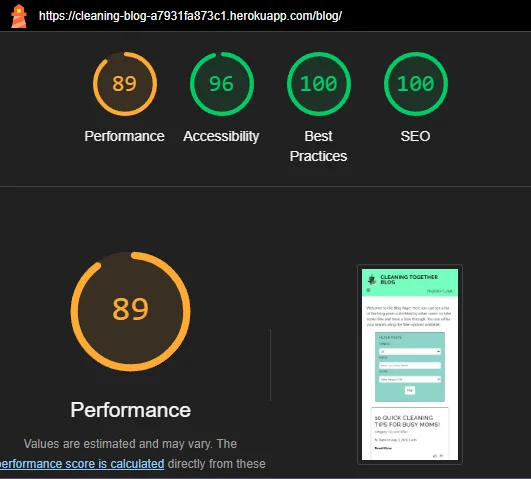 https://cleaning-blog-a7931fa873c1.herokuapp.com/blog/
89
96
100
100
Performance
Accessibility
Best
Practices
SEO
89
Performance
Values are estimated and may vary. The
performance score is calculated directly from these
CLEANING TOGETHER
BLOG
10 QUICK CLEANING
TIPS FOR BUSY MOMS!